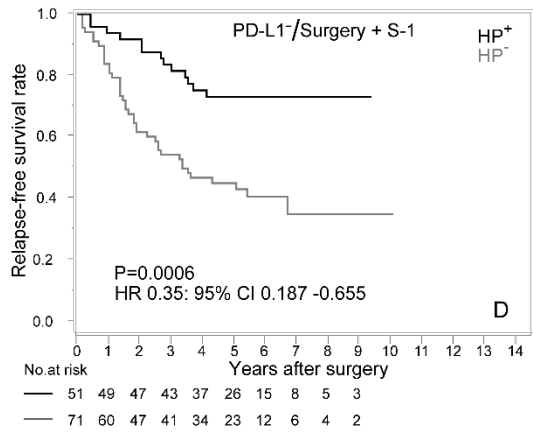 PD-L1⁻/Surgery + S-1
HP⁺
HP⁻
Relapse-free survival rate
1.0
0.8
0.6
0.4
0.2
0.0
P=0.0006
HR 0.35: 95% CI 0.187 -0.655
D
0 1 2 3 4 5 6 7 8 9 10 11 12 13 14
No.at risk
Years after surgery
51 49 47 43 37 26 15 8 5 3
71 60 47 41 34 23 12 6 4 2